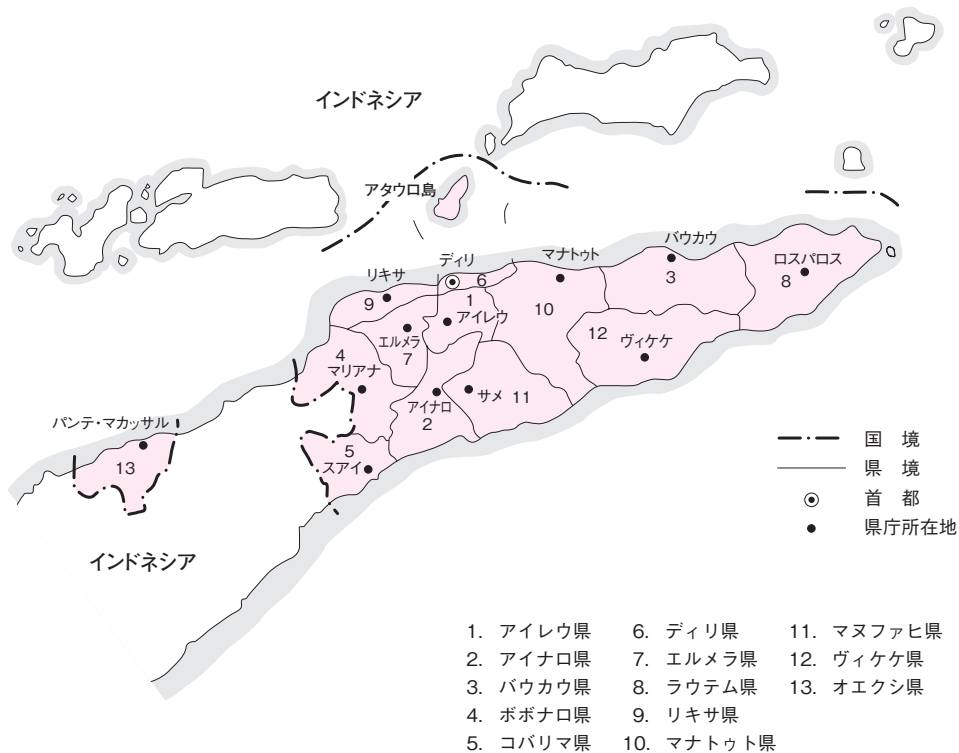 インドネシア
アタウロ島
バウカウ
マナトゥト
ディリ
リキサ
ロスパロス
8
3
6
9
1
アイレウ
10
エルメラ
7
12
ヴィケケ
4
マリアナ
アイナロ
2
サメ 11
パンテ・マカッサル
13
5
スアイ
インドネシア
国 境
県 境
首 都
県庁所在地
1. アイレウ県
2. アイナロ県
3. バウカウ県
4. ボボナロ県
5. コバリマ県
6. ディリ県
7. エルメラ県
8. ラウテム県
9. リキサ県
10. マナトゥト県
11. マヌファヒ県
12. ヴィケケ県
13. オエクシ県